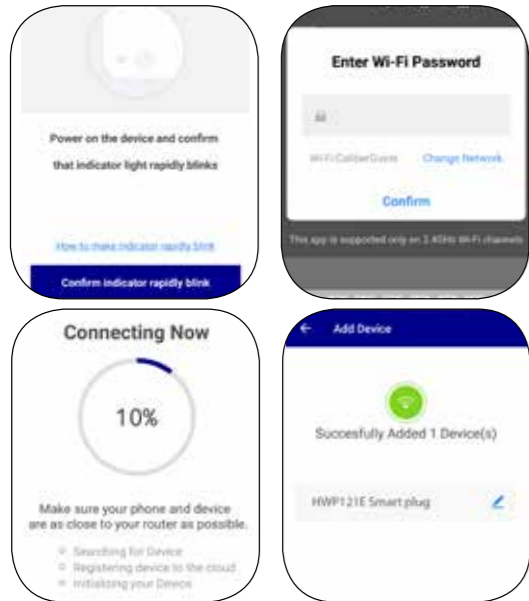 Power on the device and confirm
that indicator light rapidly blinks
How to make indicator rapidly blink
Confirm indicator rapidly blink
Enter Wi-Fi Password
Wi-Fi:CaliberGuest Change Network
Confirm
This app is supported only on 2.4GHz Wi-Fi channels
Connecting Now
10%
Make sure your phone and device
are as close to your router as possible.
Searching for Device
Registering device to the cloud
Initializing your Device
Add Device
Succesfully Added 1 Device(s)
HWP121E Smart plug